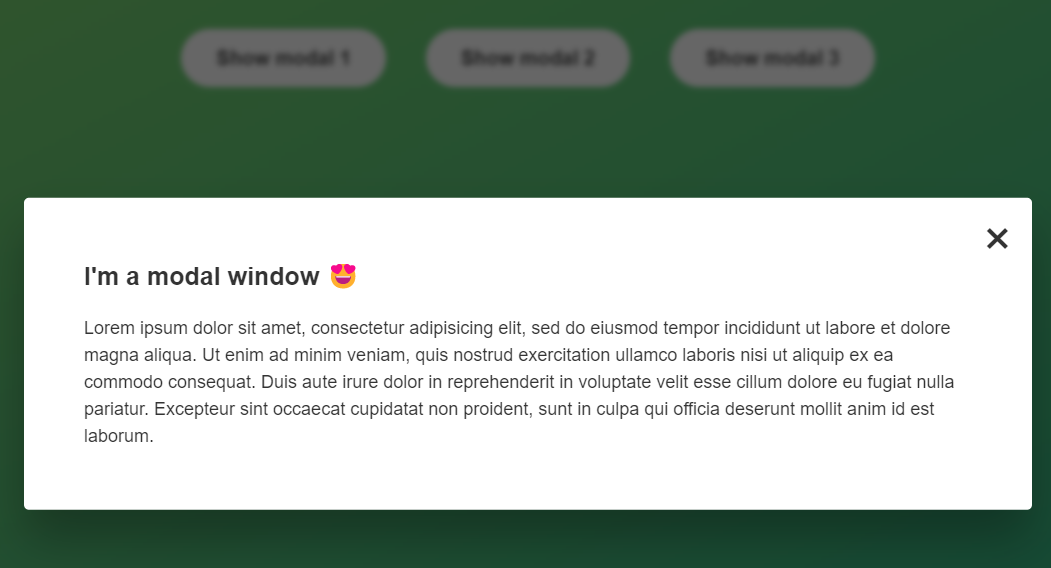 Show modal 1 Show modal 2 Show modal 3
I'm a modal window 😍
Lorem ipsum dolor sit amet, consectetur adipisicing elit, sed do eiusmod tempor incididunt ut labore et dolore
magna aliqua. Ut enim ad minim veniam, quis nostrud exercitation ullamco laboris nisi ut aliquip ex ea
commodo consequat. Duis aute irure dolor in reprehenderit in voluptate velit esse cillum dolore eu fugiat nulla
pariatur. Excepteur sint occaecat cupidatat non proident, sunt in culpa qui officia deserunt mollit anim id est
laborum.